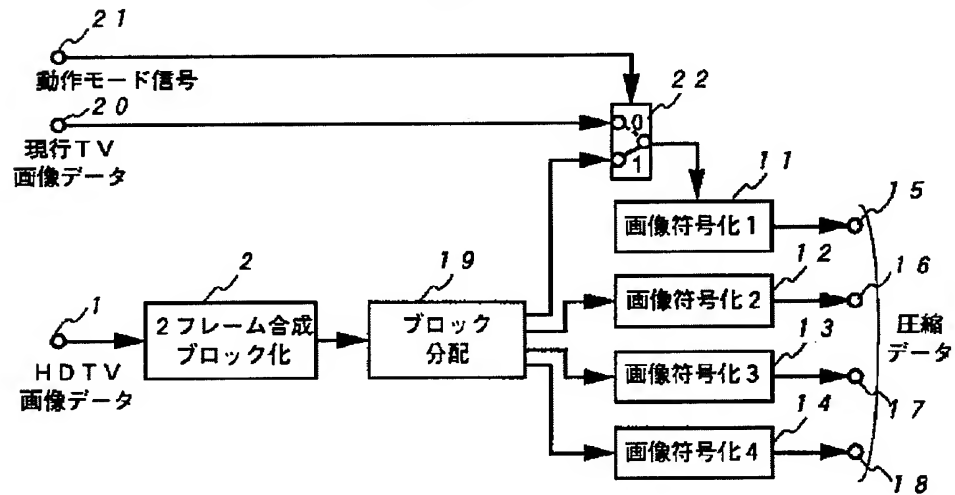 21
動作モード信号
20
現行TV
画像データ
22
0
1
11
画像符号化1
15
12
画像符号化2
16
13
画像符号化3
17
14
画像符号化4
18
圧縮
データ
1
HDTV
画像データ
2
2フレーム合成
ブロック化
19
ブロック
分配